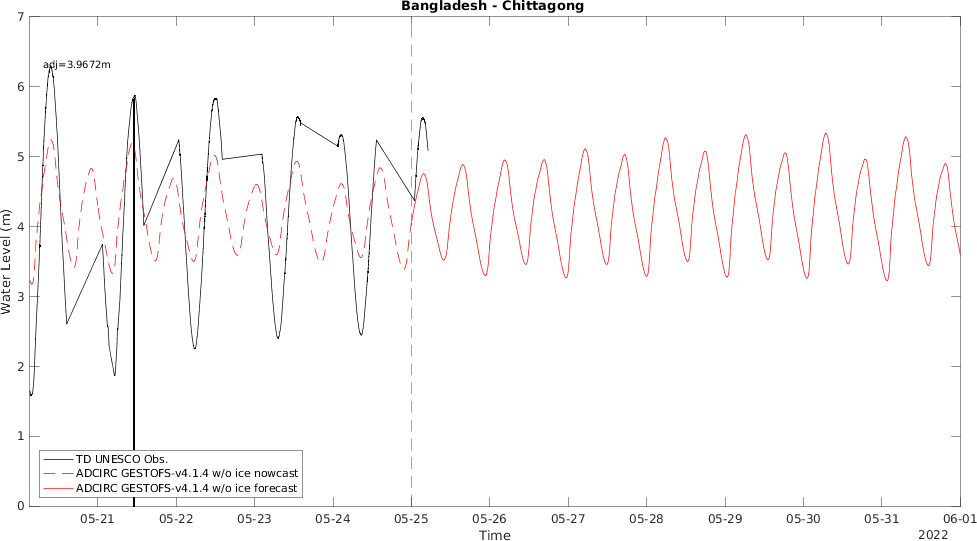 Bangladesh - Chittagong
7
adj=3.9672m
6
5
4
3
2
1
0
Water Level (m)
TD UNESCO Obs.
ADCIRC GESTOFS-v4.1.4 w/o ice nowcast
ADCIRC GESTOFS-v4.1.4 w/o ice forecast
05-21 05-22 05-23 05-24 05-25 05-26 05-27 05-28 05-29 05-30 05-31 06-01
Time
2022